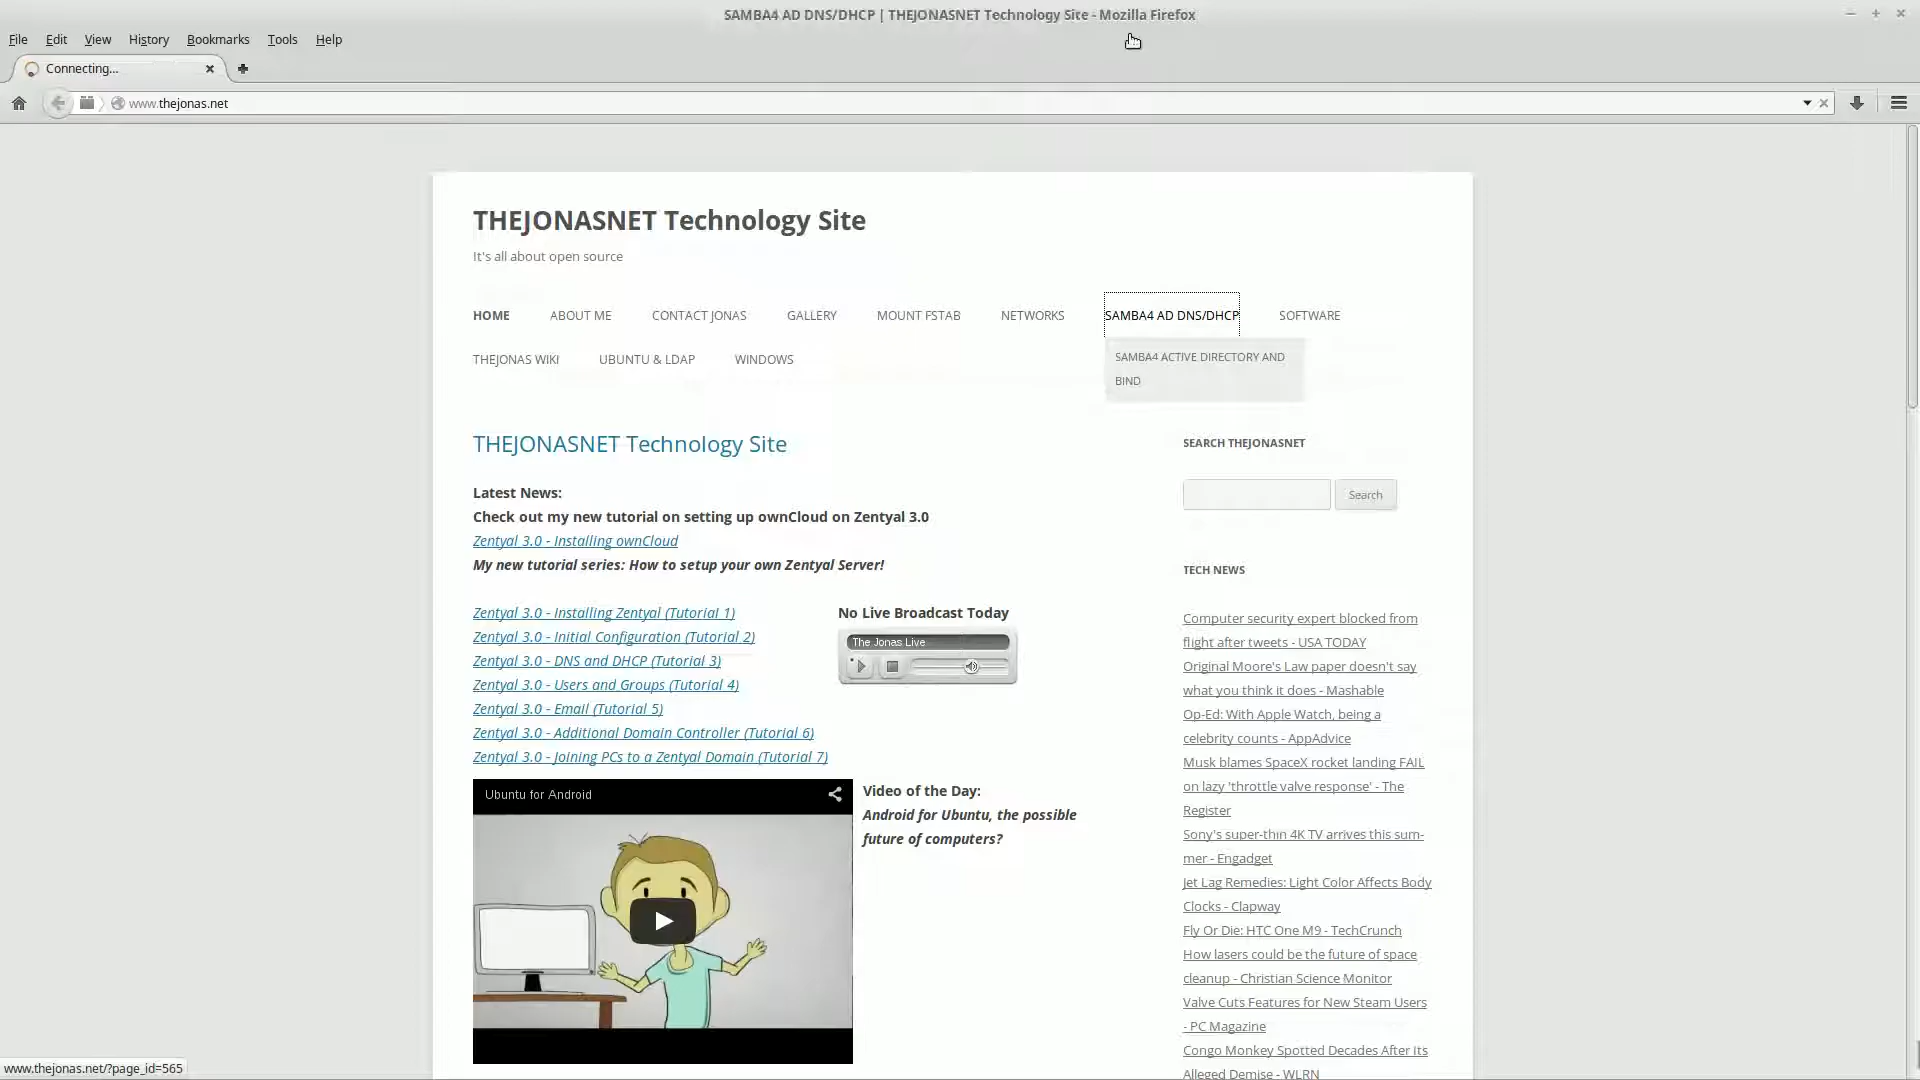 SAMBA4 AD DNS/DHCP | THEJONASNET Technology Site - Mozilla Firefox
File Edit View History Bookmarks Tools Help
Connecting...
www.thejonas.net
THEJONASNET Technology Site
It's all about open source
HOME ABOUT ME CONTACT JONAS GALLERY MOUNT FSTAB NETWORKS SAMBA4 AD DNS/DHCP SOFTWARE
SAMBA4 ACTIVE DIRECTORY AND
BIND
THEJONAS WIKI UBUNTU & LDAP WINDOWS
THEJONASNET Technology Site
Latest News:
Check out my new tutorial on setting up ownCloud on Zentyal 3.0
Zentyal 3.0 - Installing ownCloud
My new tutorial series: How to setup your own Zentyal Server!
Zentyal 3.0 - Installing Zentyal (Tutorial 1)
Zentyal 3.0 - Initial Configuration (Tutorial 2)
Zentyal 3.0 - DNS and DHCP (Tutorial 3)
Zentyal 3.0 - Users and Groups (Tutorial 4)
Zentyal 3.0 - Email (Tutorial 5)
Zentyal 3.0 - Additional Domain Controller (Tutorial 6)
Zentyal 3.0 - Joining PCs to a Zentyal Domain (Tutorial 7)
No Live Broadcast Today
The Jonas Live
Ubuntu for Android
Video of the Day:
Android for Ubuntu, the possible
future of computers?
SEARCH THEJONASNET
Search
TECH NEWS
Computer security expert blocked from
flight after tweets - USA TODAY
Original Moore's Law paper doesn't say
what you think it does - Mashable
Op-Ed: With Apple Watch, being a
celebrity counts - AppAdvice
Musk blames SpaceX rocket landing FAIL
on lazy 'throttle valve response' - The
Register
Sony's super-thin 4K TV arrives this sum-
mer - Engadget
Jet Lag Remedies: Light Color Affects Body
Clocks - Clapway
Fly Or Die: HTC One M9 - TechCrunch
How lasers could be the future of space
cleanup - Christian Science Monitor
Valve Cuts Features for New Steam Users
- PC Magazine
Congo Monkey Spotted Decades After Its
Alleged Demise - WLRN
www.thejonas.net/?page_id=565